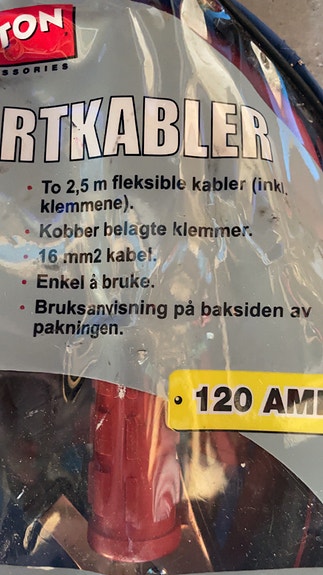 TON
ESSORIES
RTKABLER
• To 2,5 m fleksible kabler (inkl.
klemmene).
• Kobber belagte klemmer.
• 16 mm2 kabel.
• Enkel å bruke.
• Bruksanvisning på baksiden av
pakningen.
120 AM